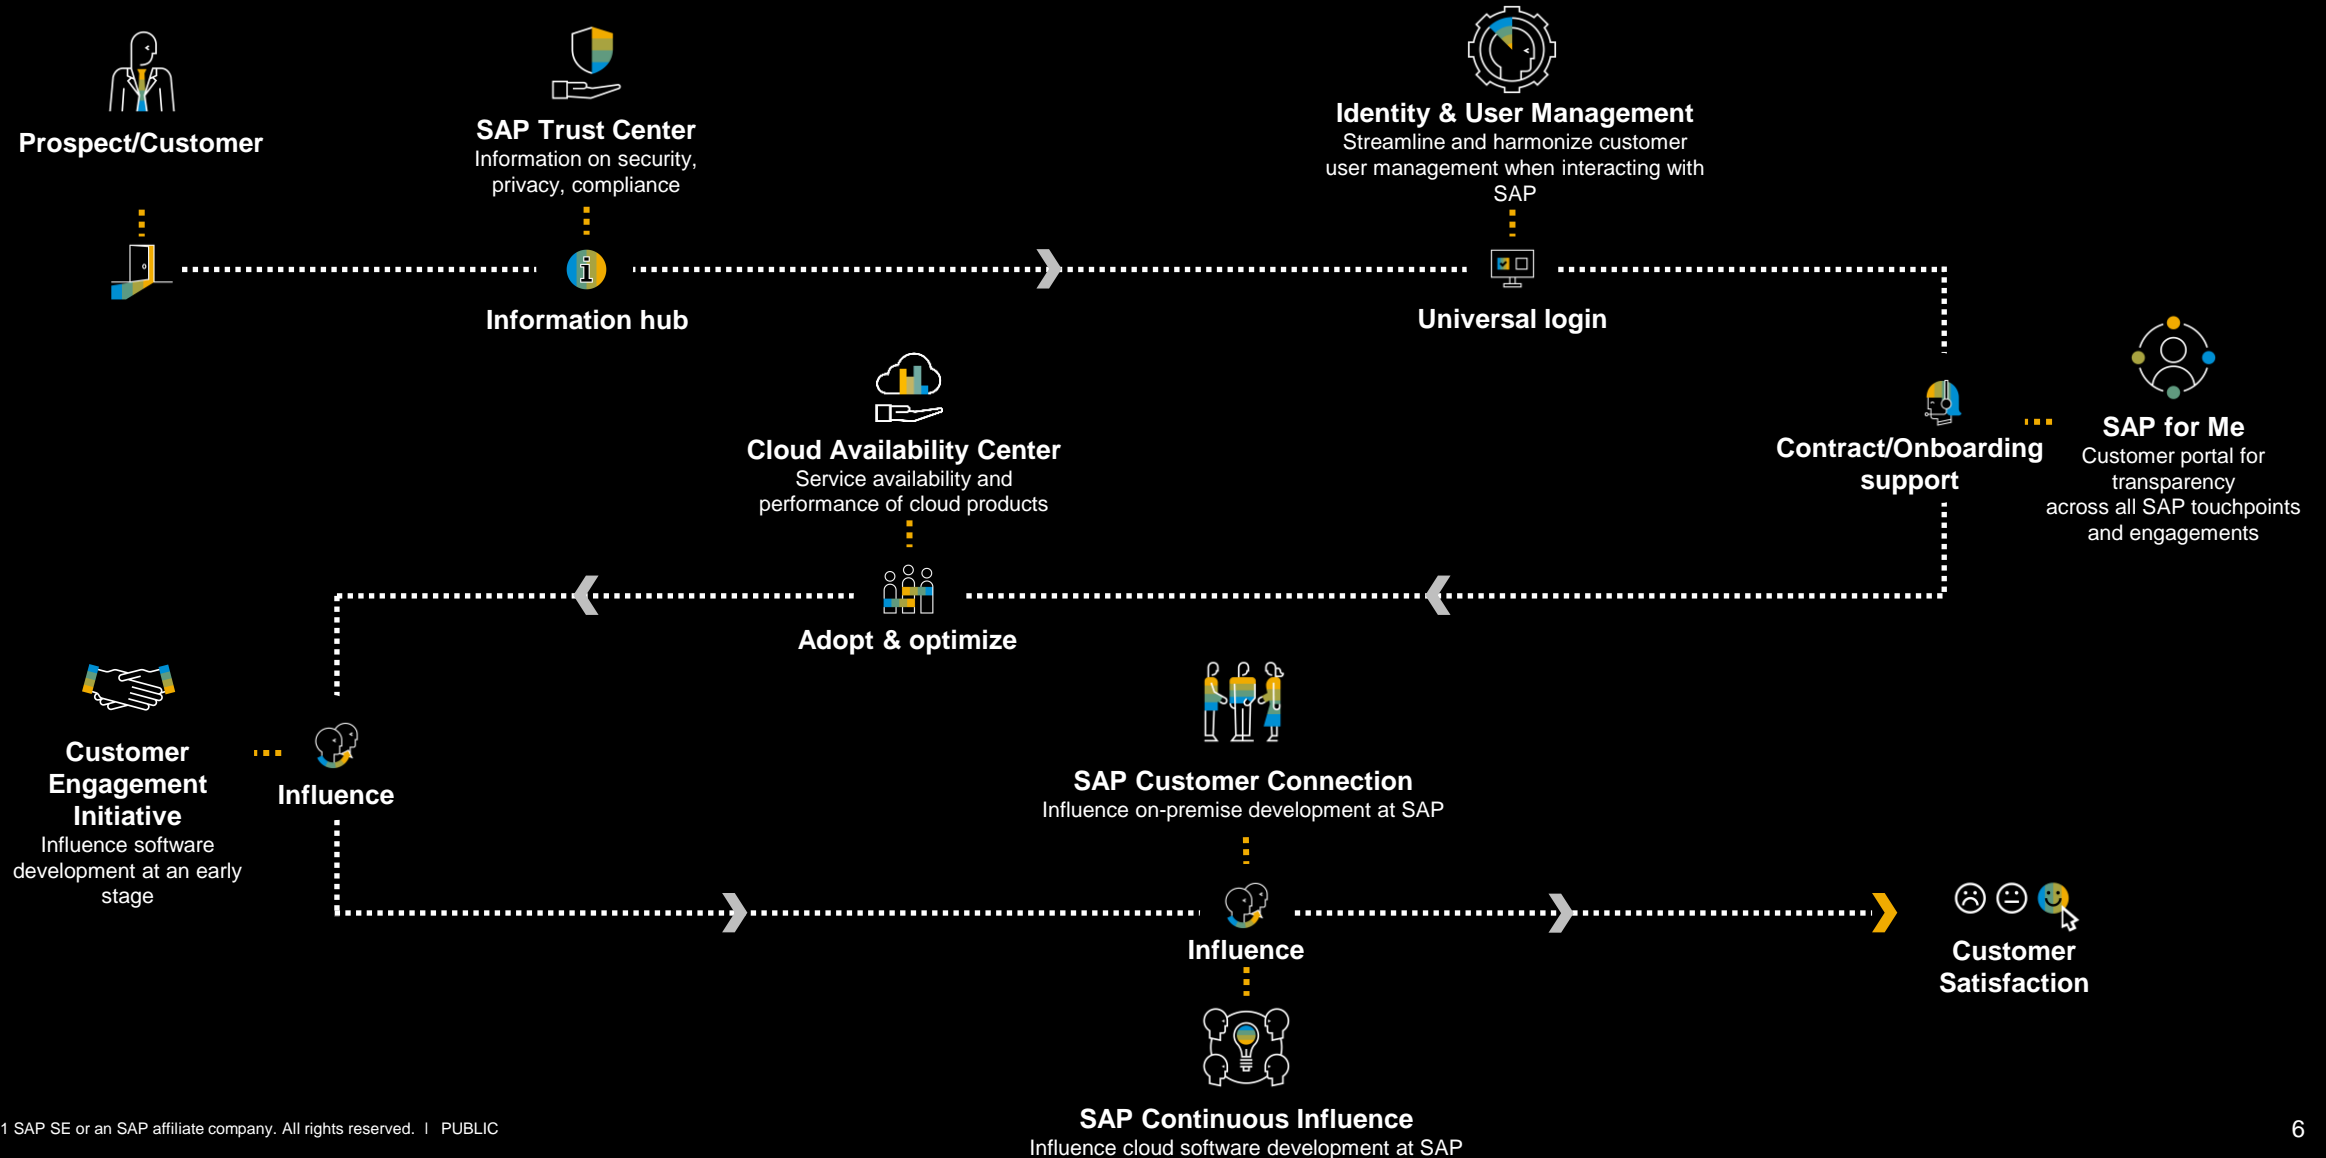 Prospect/Customer
SAP Trust Center
Information on security,
privacy, compliance
Identity & User Management
Streamline and harmonize customer
user management when interacting with
SAP
Information hub
Universal login
Cloud Availability Center
Service availability and
performance of cloud products
Contract/Onboarding
support
SAP for Me
Customer portal for
transparency
across all SAP touchpoints
and engagements
Adopt & optimize
Customer
Engagement
Initiative
Influence software
development at an early
stage
Influence
SAP Customer Connection
Influence on-premise development at SAP
Influence
Customer
Satisfaction
SAP Continuous Influence
Influence cloud software development at SAP
1 SAP SE or an SAP affiliate company. All rights reserved. I PUBLIC
6